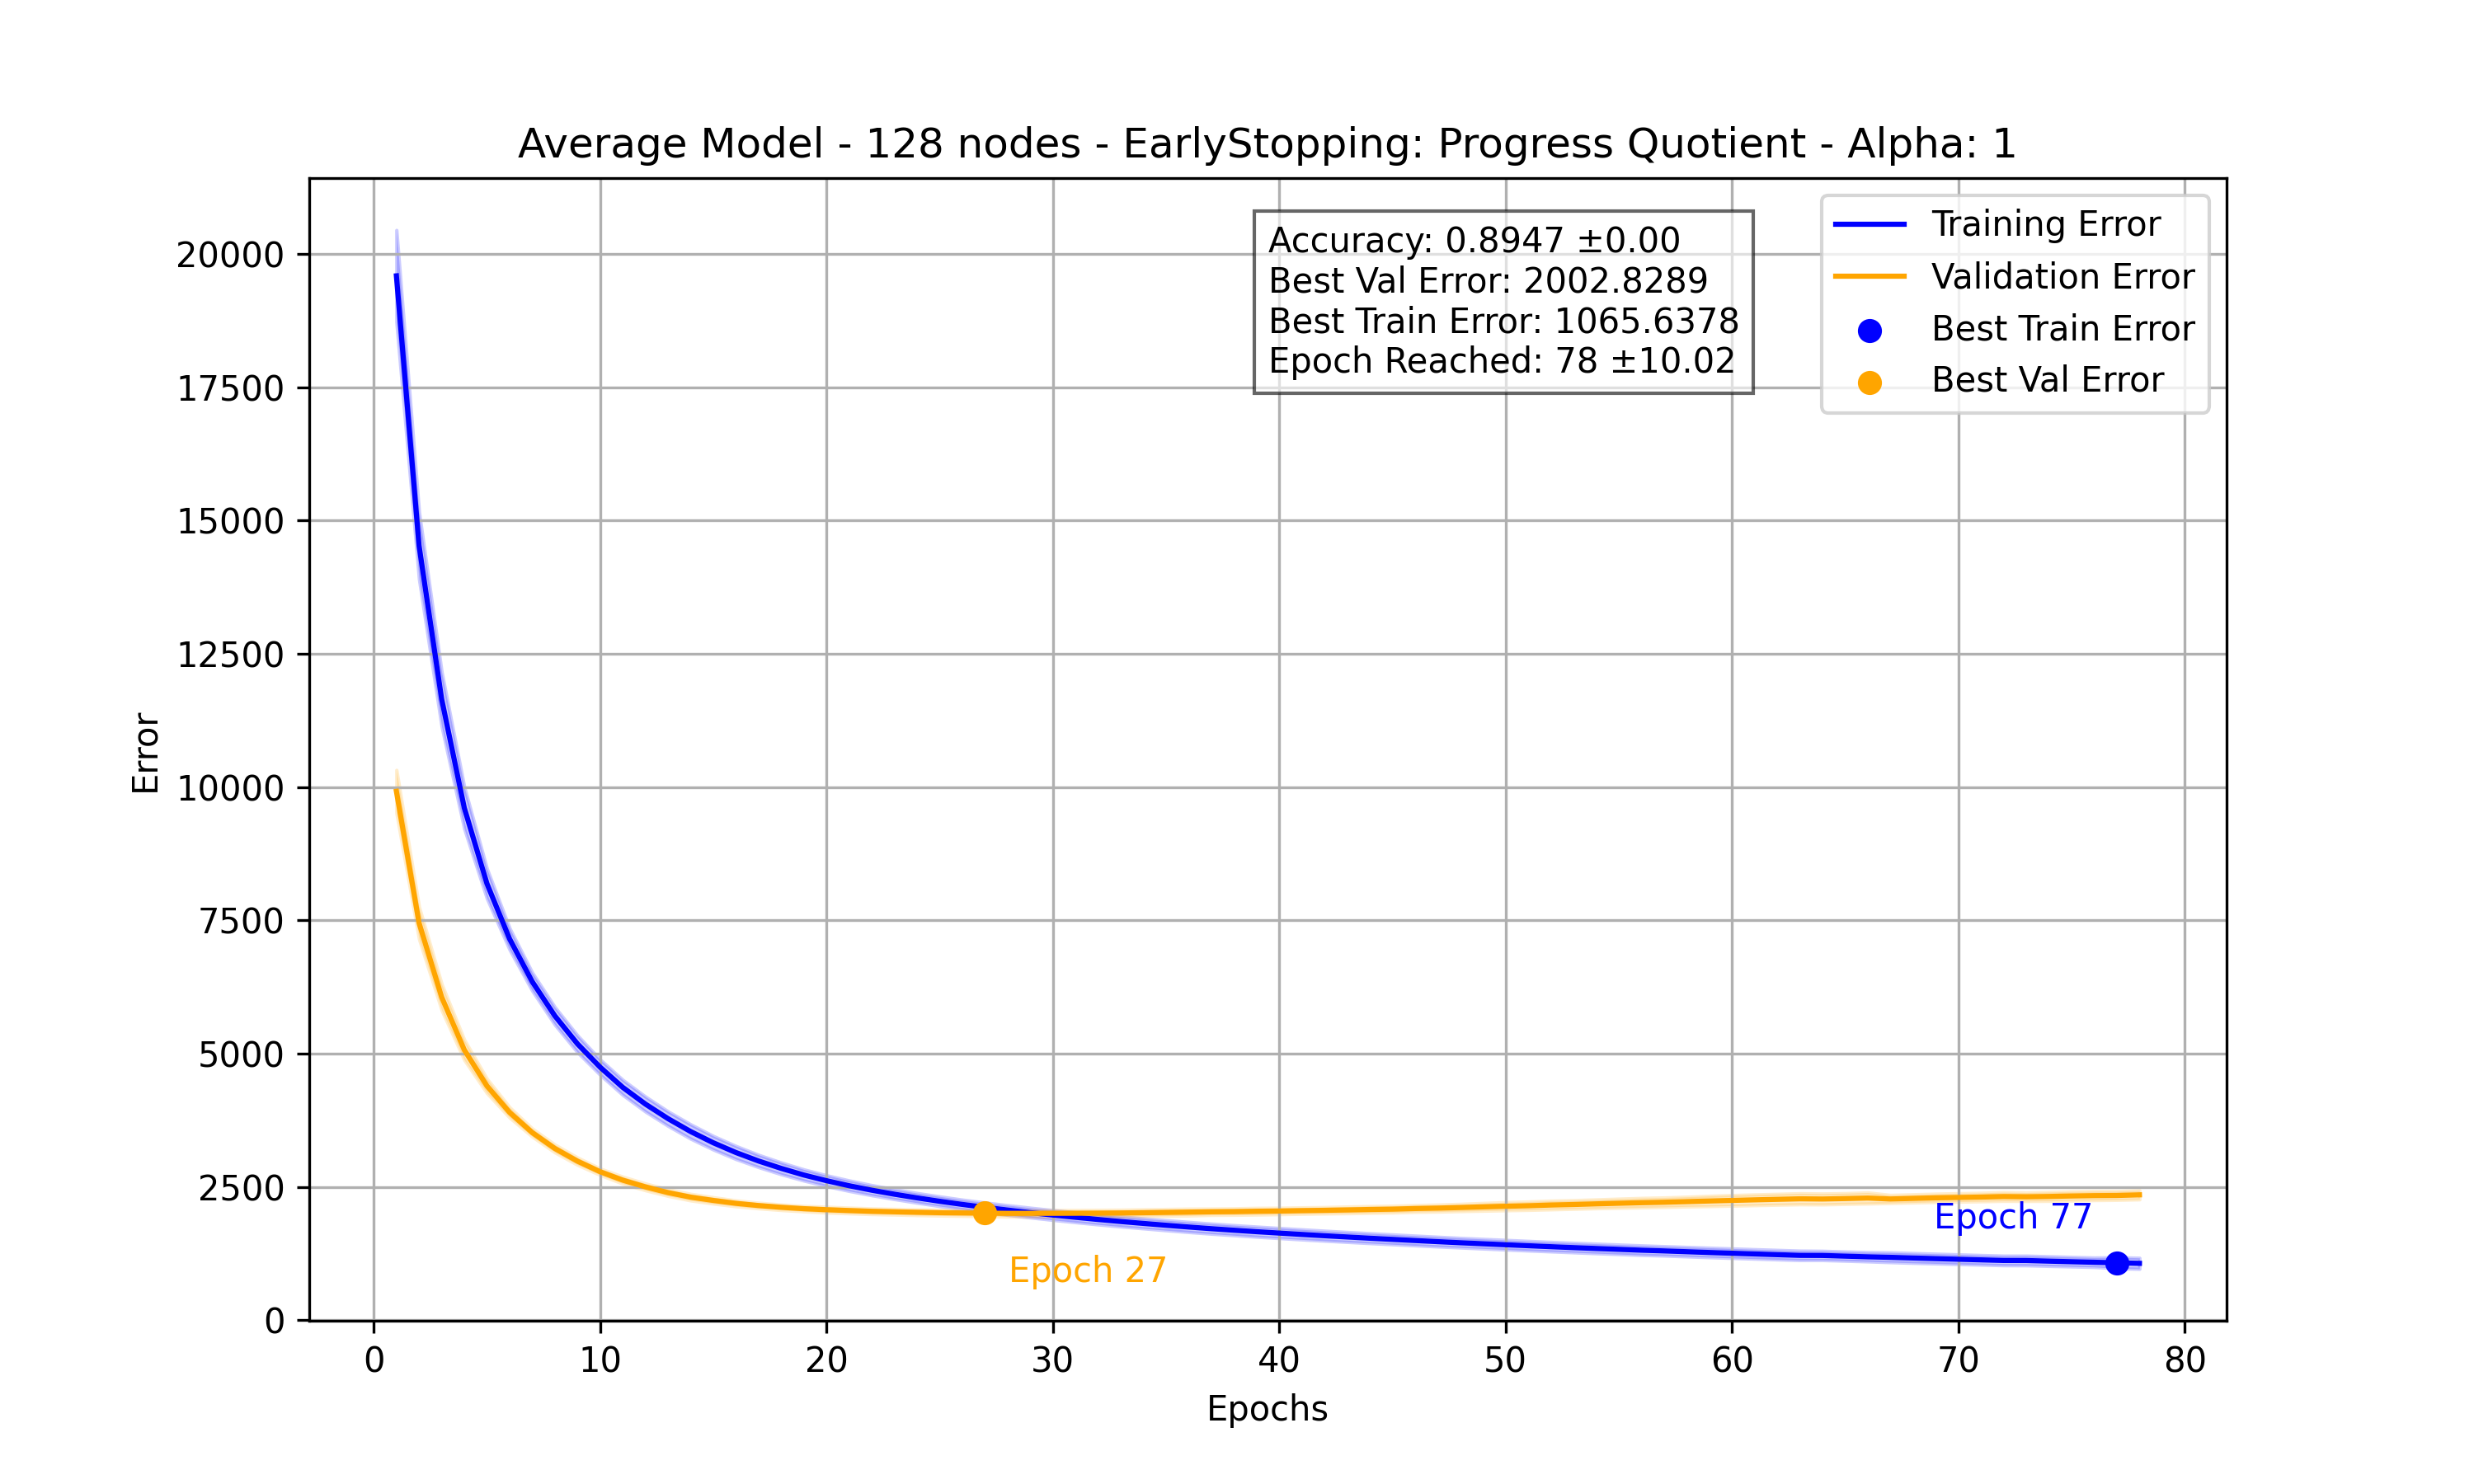 Average Model - 128 nodes - EarlyStopping: Progress Quotient - Alpha: 1
Accuracy: 0.8947 ±0.00
Best Val Error: 2002.8289
Best Train Error: 1065.6378
Epoch Reached: 78 ±10.02
Training Error
Validation Error
Best Train Error
Best Val Error
20000
17500
15000
12500
10000
7500
5000
2500
0
Error
Epoch 77
Epoch 27
0 10 20 30 40 50 60 70 80
Epochs